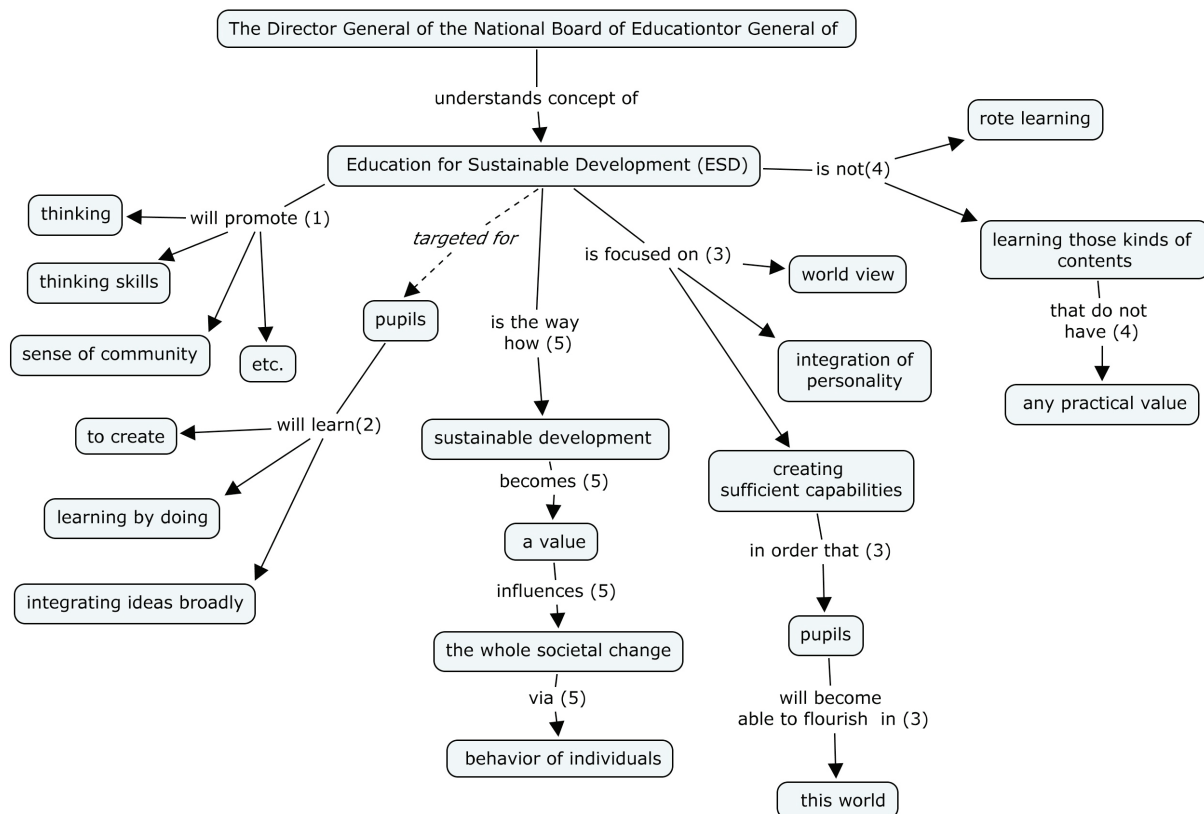 The Director General of the National Board of Educationtor General of
understands concept of
Education for Sustainable Development (ESD)
is not(4)
rote learning
learning those kinds of
contents
that do not
have (4)
any practical value
will promote (1)
thinking
thinking skills
sense of community
etc.
targeted for
pupils
will learn(2)
to create
learning by doing
integrating ideas broadly
is the way
how (5)
sustainable development
becomes (5)
a value
influences (5)
the whole societal change
via (5)
behavior of individuals
is focused on (3)
world view
integration of
personality
creating
sufficient capabilities
in order that (3)
pupils
will become
able to flourish in (3)
this world